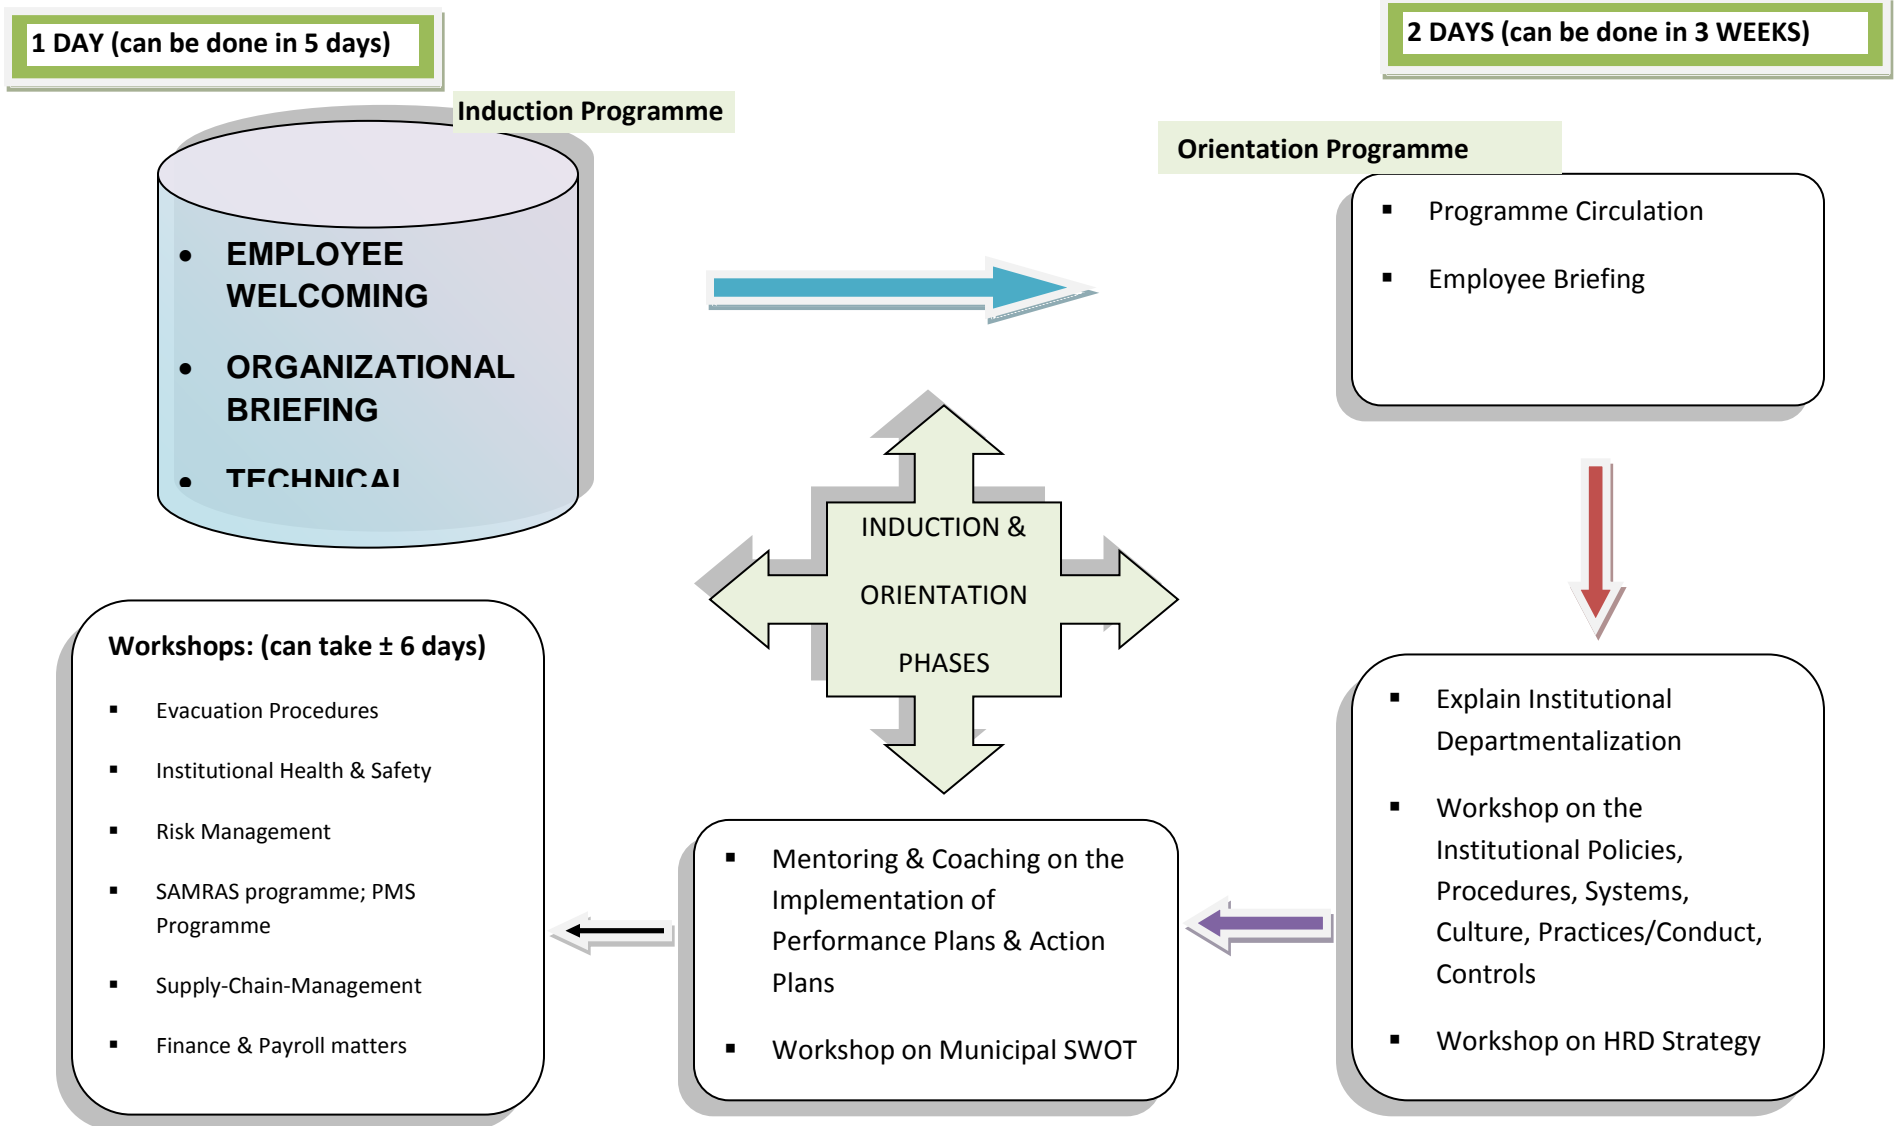 1 DAY (can be done in 5 days)
2 DAYS (can be done in 3 WEEKS)
Induction Programme
• EMPLOYEE
WELCOMING
• ORGANIZATIONAL
BRIEFING
• TECHNICAL
Orientation Programme
▪ Programme Circulation
▪ Employee Briefing
INDUCTION &
ORIENTATION
PHASES
▪ Explain Institutional
Departmentalization
▪ Workshop on the
Institutional Policies,
Procedures, Systems,
Culture, Practices/Conduct,
Controls
▪ Workshop on HRD Strategy
▪ Mentoring & Coaching on the
Implementation of
Performance Plans & Action
Plans
▪ Workshop on Municipal SWOT
Workshops: (can take ± 6 days)
▪ Evacuation Procedures
▪ Institutional Health & Safety
▪ Risk Management
▪ SAMRAS programme; PMS
Programme
▪ Supply-Chain-Management
▪ Finance & Payroll matters